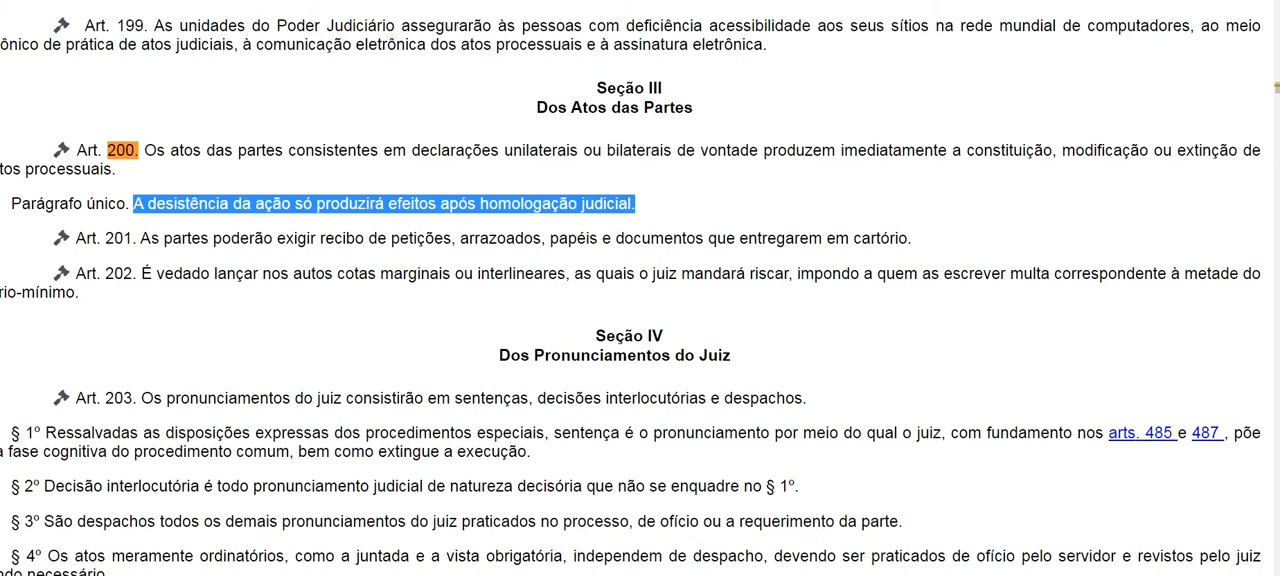 Art. 199. As unidades do Poder Judiciário assegurarão às pessoas com deficiência acessibilidade aos seus sítios na rede mundial de computadores, ao meio
ônico de prática de atos judiciais, à comunicação eletrônica dos atos processuais e à assinatura eletrônica.
Seção III
Dos Atos das Partes
Art. 200. Os atos das partes consistentes em declarações unilaterais ou bilaterais de vontade produzem imediatamente a constituição, modificação ou extinção de
tos processuais.
Parágrafo único. A desistência da ação só produzirá efeitos após homologação judicial.
Art. 201. As partes poderão exigir recibo de petições, arrazoados, papéis e documentos que entregarem em cartório.
Art. 202. É vedado lançar nos autos cotas marginais ou interlineares, as quais o juiz mandará riscar, impondo a quem as escrever multa correspondente à metade do
rio-mínimo.
Seção IV
Dos Pronunciamentos do Juiz
Art. 203. Os pronunciamentos do juiz consistirão em sentenças, decisões interlocutórias e despachos.
§ 1º Ressalvadas as disposições expressas dos procedimentos especiais, sentença é o pronunciamento por meio do qual o juiz, com fundamento nos arts. 485 e 487 , põe
a fase cognitiva do procedimento comum, bem como extingue a execução.
§ 2º Decisão interlocutória é todo pronunciamento judicial de natureza decisória que não se enquadre no § 1º.
§ 3º São despachos todos os demais pronunciamentos do juiz praticados no processo, de ofício ou a requerimento da parte.
§ 4º Os atos meramente ordinatórios, como a juntada e a vista obrigatória, independem de despacho, devendo ser praticados de ofício pelo servidor e revistos pelo juiz
ndo necessário.